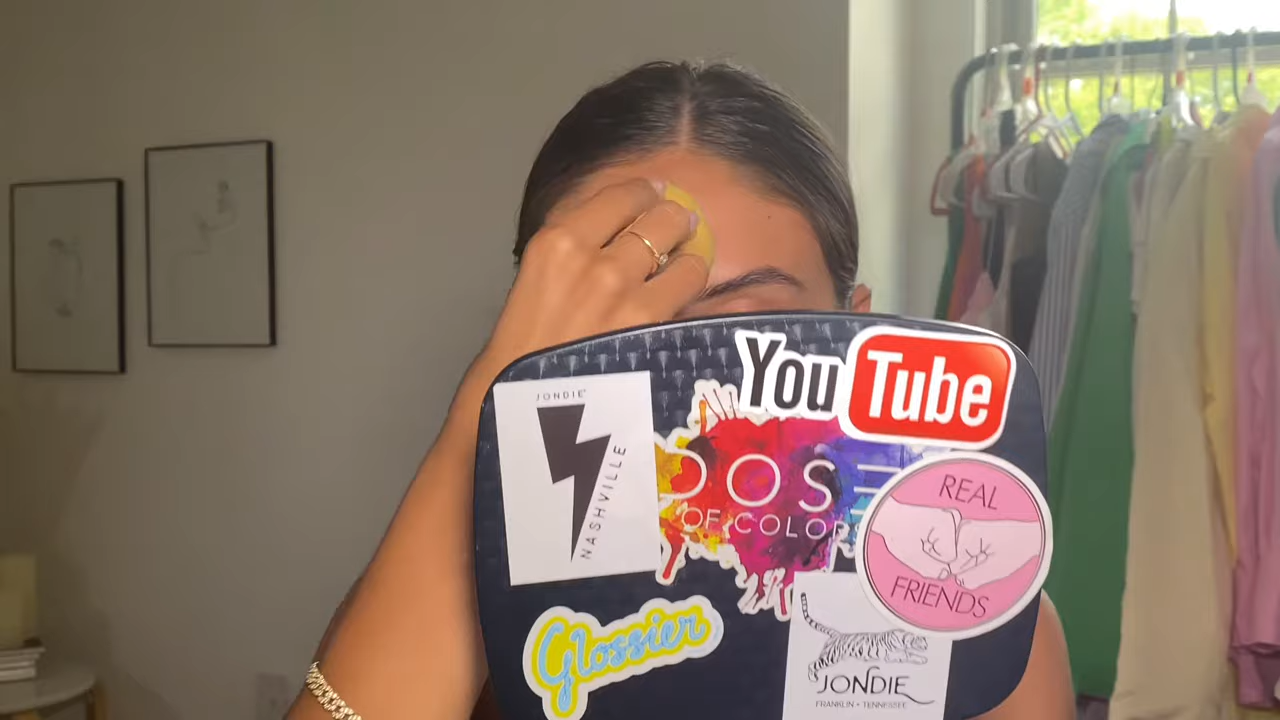 YouTube
JONDIE
NASHVILLE
DOSE
OF COLORS
REAL
FRIENDS
Glossier
JONDIE
FRANKLIN • TENNESSEE